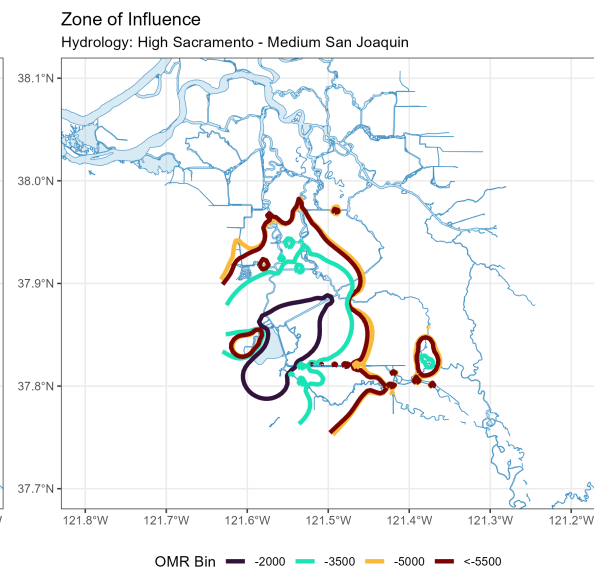 Zone of Influence
Hydrology: High Sacramento - Medium San Joaquin
38.1°N
38.0°N
37.9°N
37.8°N
37.7°N
121.8°W 121.7°W 121.6°W 121.5°W 121.4°W 121.3°W 121.2°W
OMR Bin -2000 -3500 -5000 <-5500